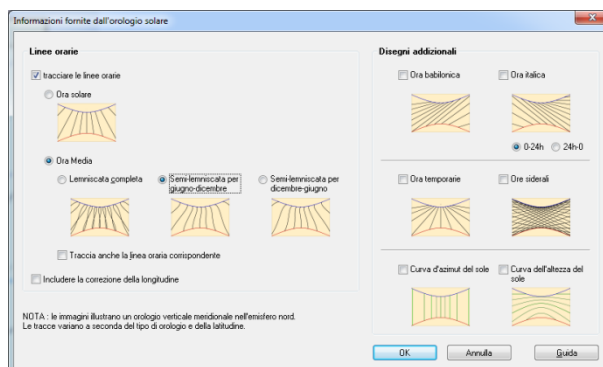 Informazioni fornite dall'orologio solare
Linee orarie
tracciare le linee orarie
Ora solare
Ora Media
Lemniscata completa
Semi-lemniscata per
giugno-dicembre
Semi-lemniscata per
dicembre-giugno
Traccia anche la linea oraria corrispondente
Includere la correzione della longitudine
NOTA : le immagini illustrano un orologio verticale meridionale nell'emisfero nord.
Le tracce variano a seconda del tipo di orologio e della latitudine.
Disegni addizionali
Ora babilonica
Ora italica
0-24h
24h-0
Ora temporarie
Ore siderali
Curva d'azimut del sole
Curva dell'altezza del
sole
OK
Annulla
Guida